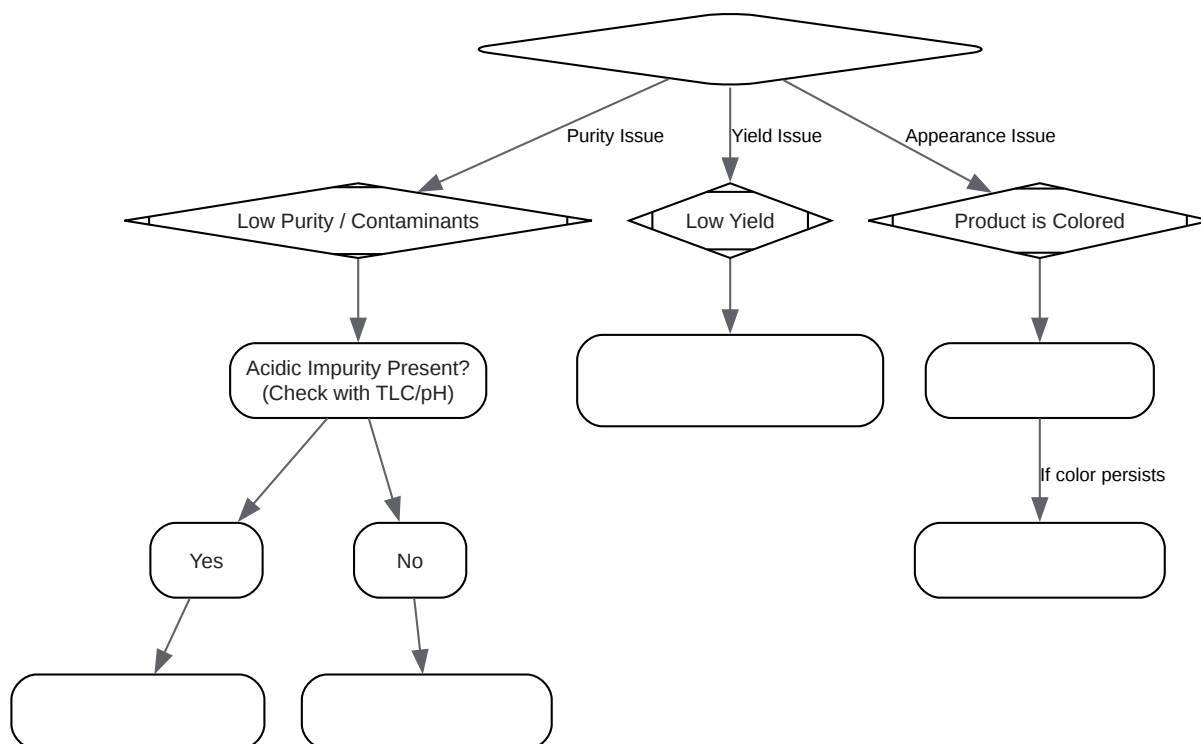 Purity Issue
Yield Issue
Appearance Issue
Low Purity / Contaminants
Low Yield
Product is Colored
Acidic Impurity Present?
(Check with TLC/pH)
If color persists
Yes
No